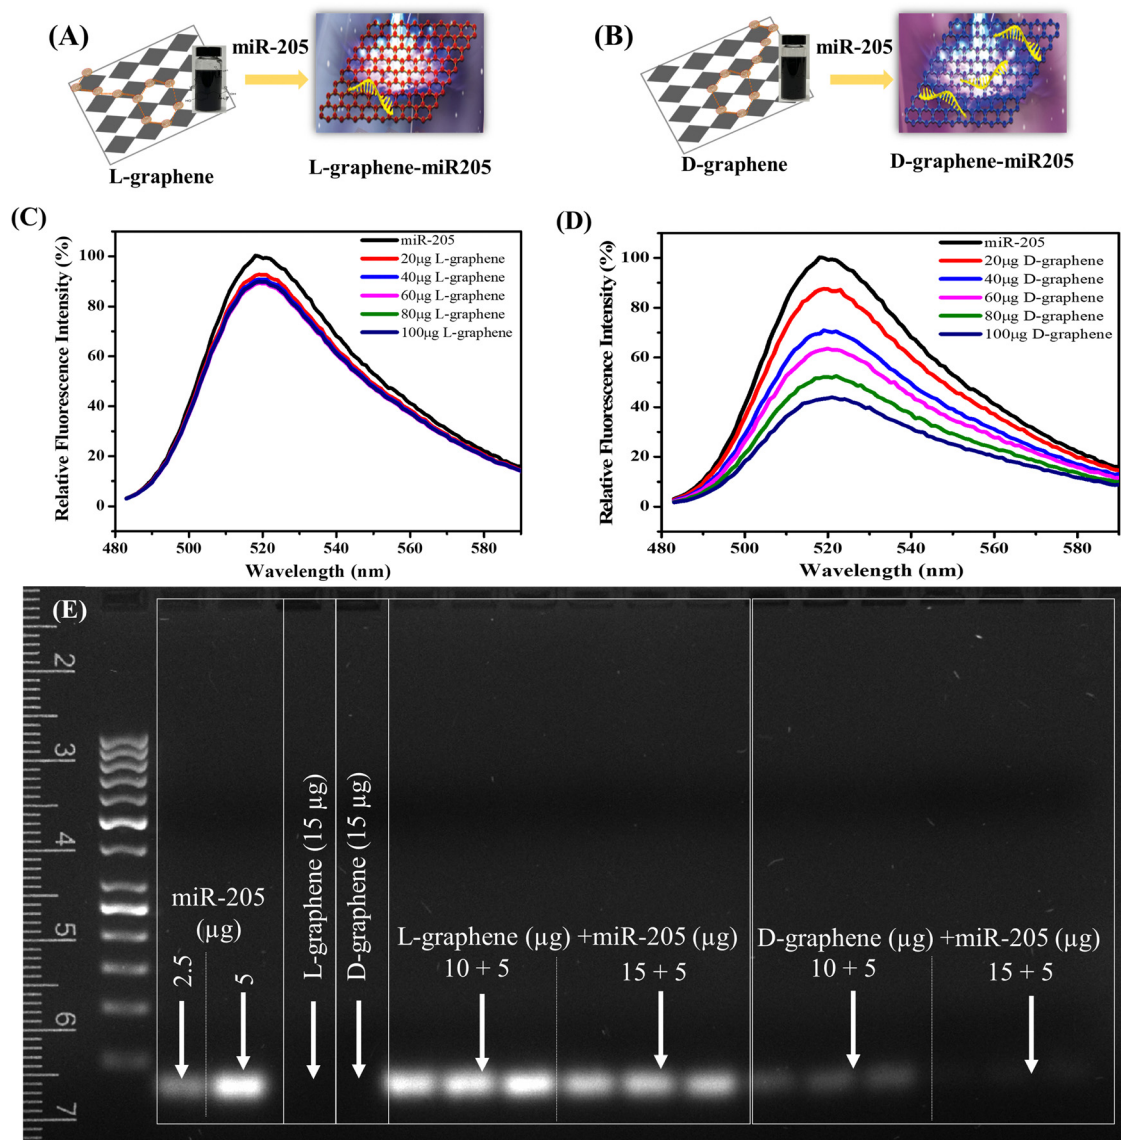 (A)
miR-205
L-graphene
L-graphene-miR205
(B)
miR-205
D-graphene
D-graphene-miR205
(C)
Relative Fluorescence Intensity (%)
100
80
60
40
20
0
miR-205
20µg L-graphene
40µg L-graphene
60µg L-graphene
80µg L-graphene
100µg L-graphene
480 500 520 540 560 580
Wavelength (nm)
(D)
Relative Fluorescence Intensity (%)
100
80
60
40
20
0
miR-205
20µg D-graphene
40µg D-graphene
60µg D-graphene
80µg D-graphene
100µg D-graphene
480 500 520 540 560 580
Wavelength (nm)
(E)
2
3
4
5
6
7
miR-205
(µg)
2.5
5
L-graphene (15 µg)
D-graphene (15 µg)
L-graphene (µg) +miR-205 (µg)
10 + 5
15 + 5
D-graphene (µg) +miR-205 (µg)
10 + 5
15 + 5